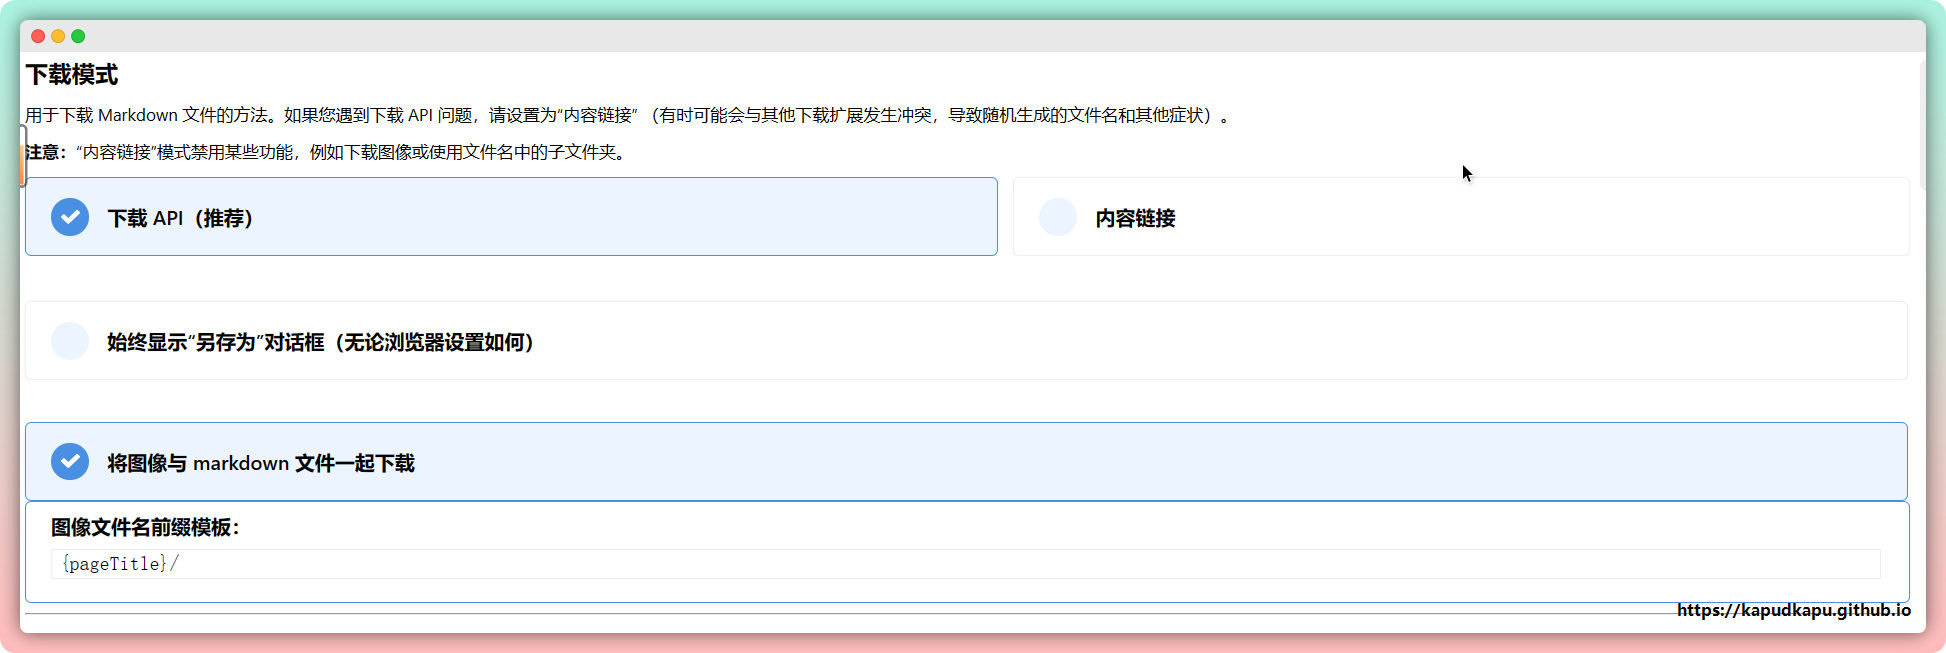 下载模式
用于下载 Markdown 文件的方法。如果您遇到下载 API 问题，请设置为“内容链接” （有时可能会与其他下载扩展发生冲突，导致随机生成的文件名和其他症状）。
注意：“内容链接”模式禁用某些功能，例如下载图像或使用文件名中的子文件夹。
下载 API（推荐）
内容链接
始终显示“另存为”对话框（无论浏览器设置如何）
将图像与 markdown 文件一起下载
图像文件名前缀模板：
{pageTitle}/
https://kapudkapu.github.io